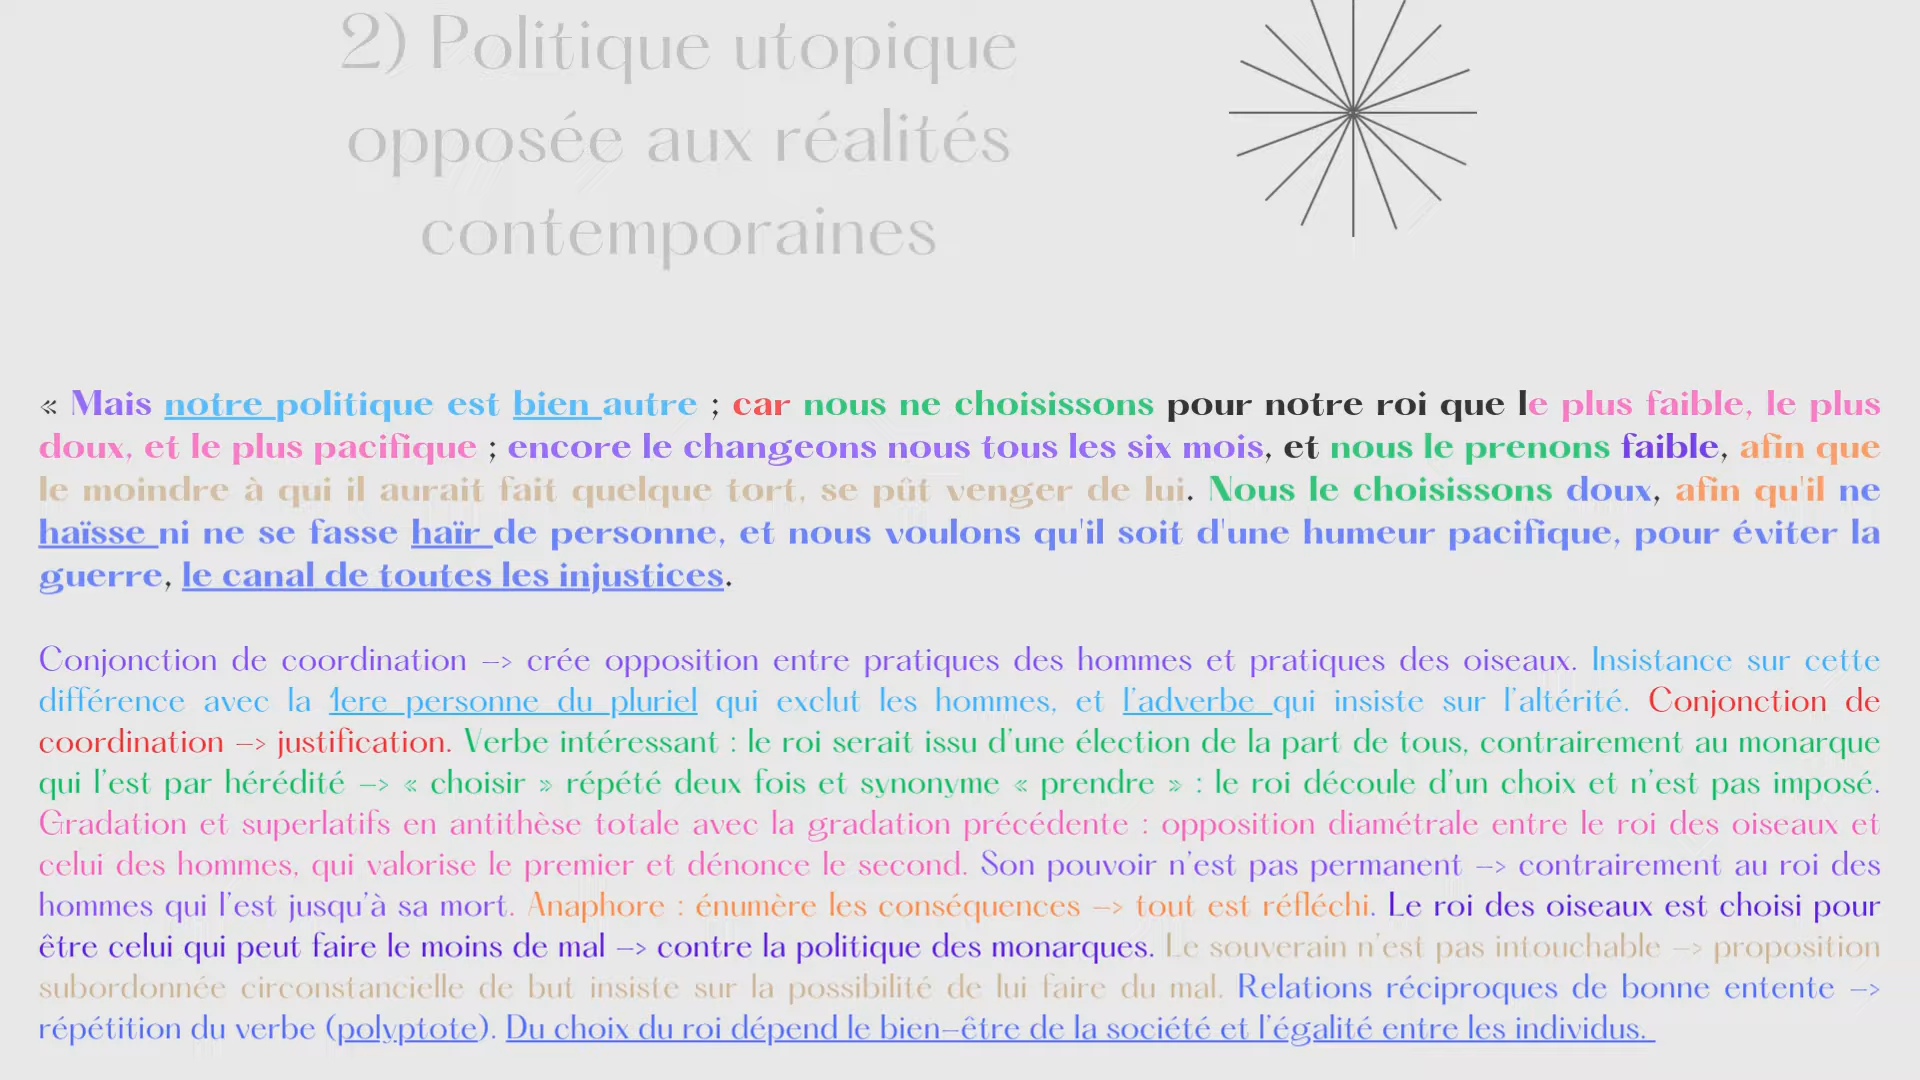 2) Politique utopique
opposée aux réalités
contemporaines
« Mais notre politique est bien autre ; car nous ne choisissons pour notre roi que le plus faible, le plus
doux, et le plus pacifique ; encore le changeons nous tous les six mois, et nous le prenons faible, afin que
le moindre à qui il aurait fait quelque tort, se pût venger de lui. Nous le choisissons doux, afin qu'il ne
haïsse ni ne se fasse haïr de personne, et nous voulons qu'il soit d'une humeur pacifique, pour éviter la
guerre, le canal de toutes les injustices.
Conjonction de coordination –> crée opposition entre pratiques des hommes et pratiques des oiseaux. Insistance sur cette
différence avec la 1ere personne du pluriel qui exclut les hommes, et l’adverbe qui insiste sur l’altérité. Conjonction de
coordination –> justification. Verbe intéressant : le roi serait issu d’une élection de la part de tous, contrairement au monarque
qui l’est par hérédité –> « choisir » répété deux fois et synonyme « prendre » : le roi découle d’un choix et n’est pas imposé.
Gradation et superlatifs en antithèse totale avec la gradation précédente : opposition diamétrale entre le roi des oiseaux et
celui des hommes, qui valorise le premier et dénonce le second. Son pouvoir n’est pas permanent –> contrairement au roi des
hommes qui l’est jusqu’à sa mort. Anaphore : énumère les conséquences –> tout est réfléchi. Le roi des oiseaux est choisi pour
être celui qui peut faire le moins de mal –> contre la politique des monarques. Le souverain n’est pas intouchable –> proposition
subordonnée circonstancielle de but insiste sur la possibilité de lui faire du mal. Relations réciproques de bonne entente –>
répétition du verbe (polyptote). Du choix du roi dépend le bien–être de la société et l’égalité entre les individus.